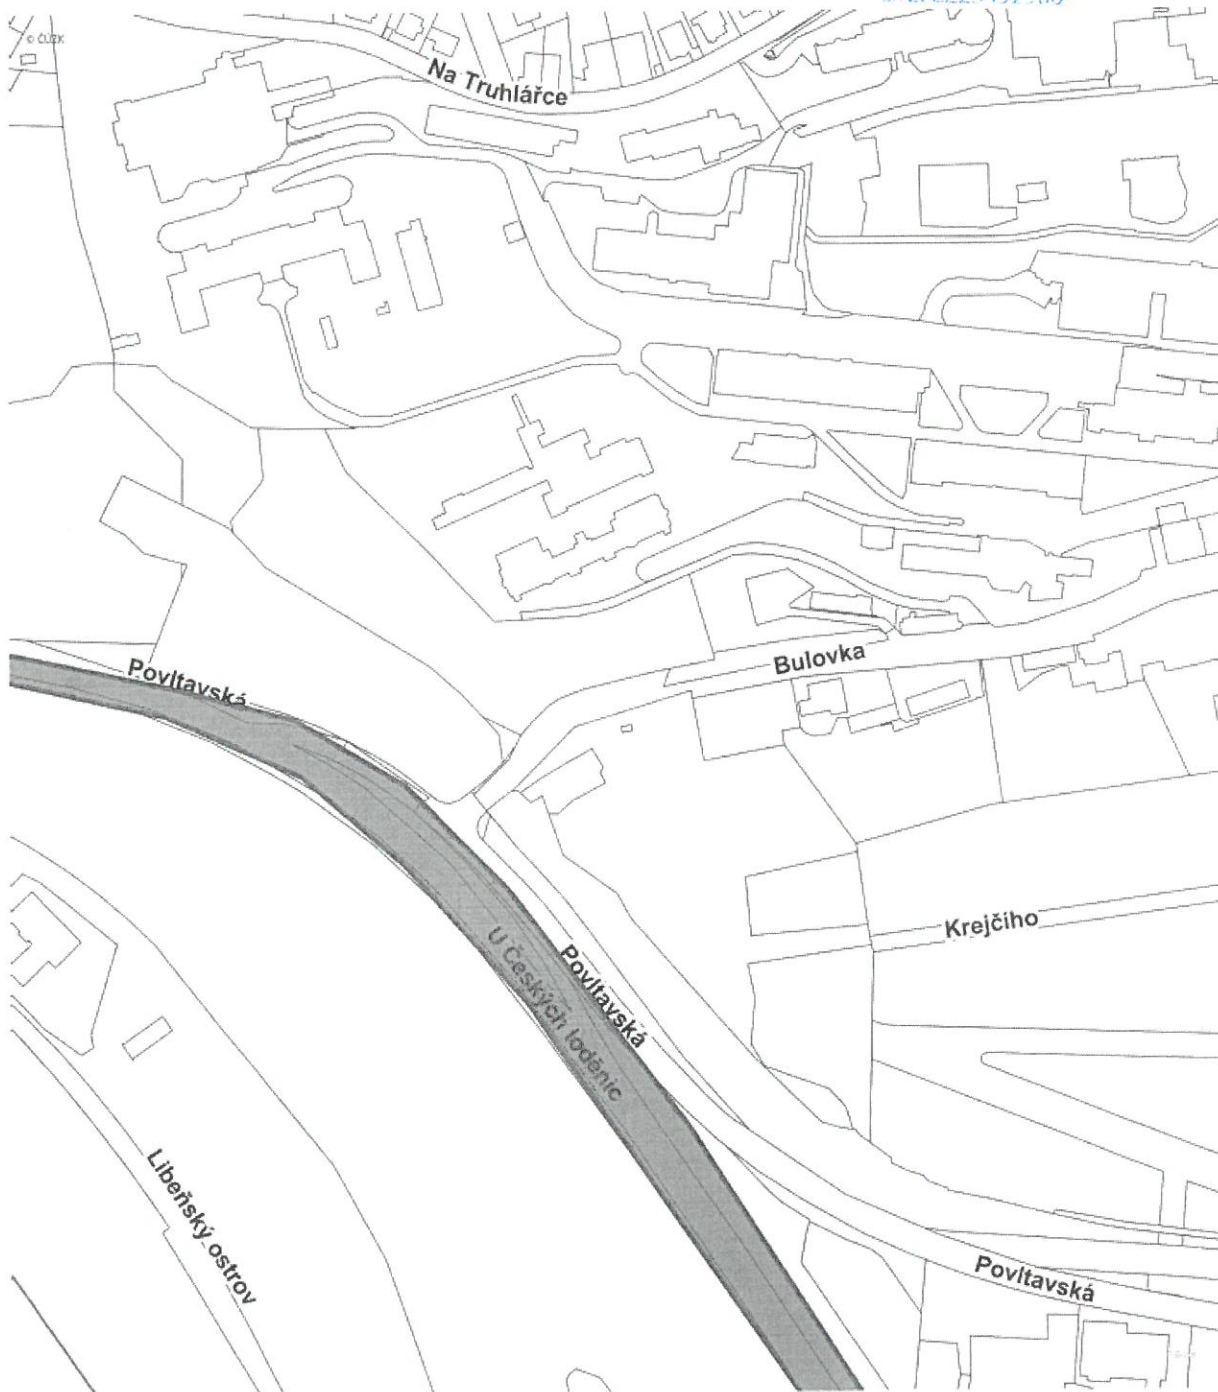 © ČÚZK
Na Truhlářce
Povltavská
Bulovka
Krejčího
U Českých loděnic
Povltavská
Libeňský ostrov
Povltavská